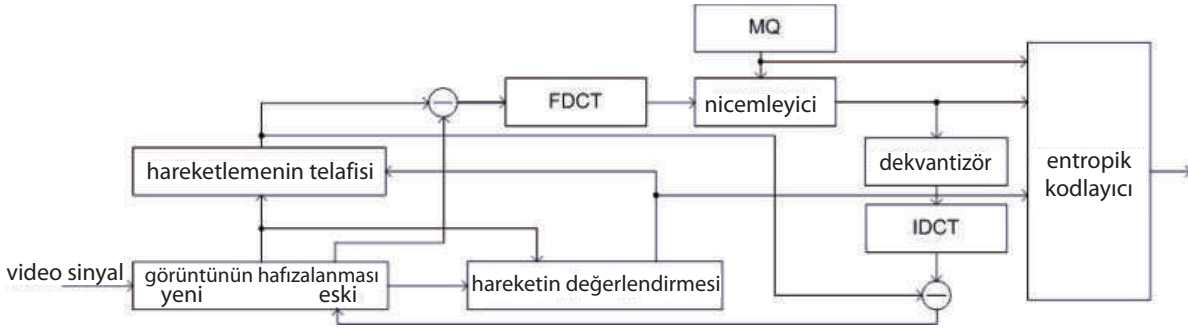 MQ
FDCT
nicemleyici
hareketlemenin telafisi
dekvantizör
entropik
kodlayıcı
IDCT
video sinyal
görüntünün hafızalanması
yeni eski
hareketin değerlendirmesi